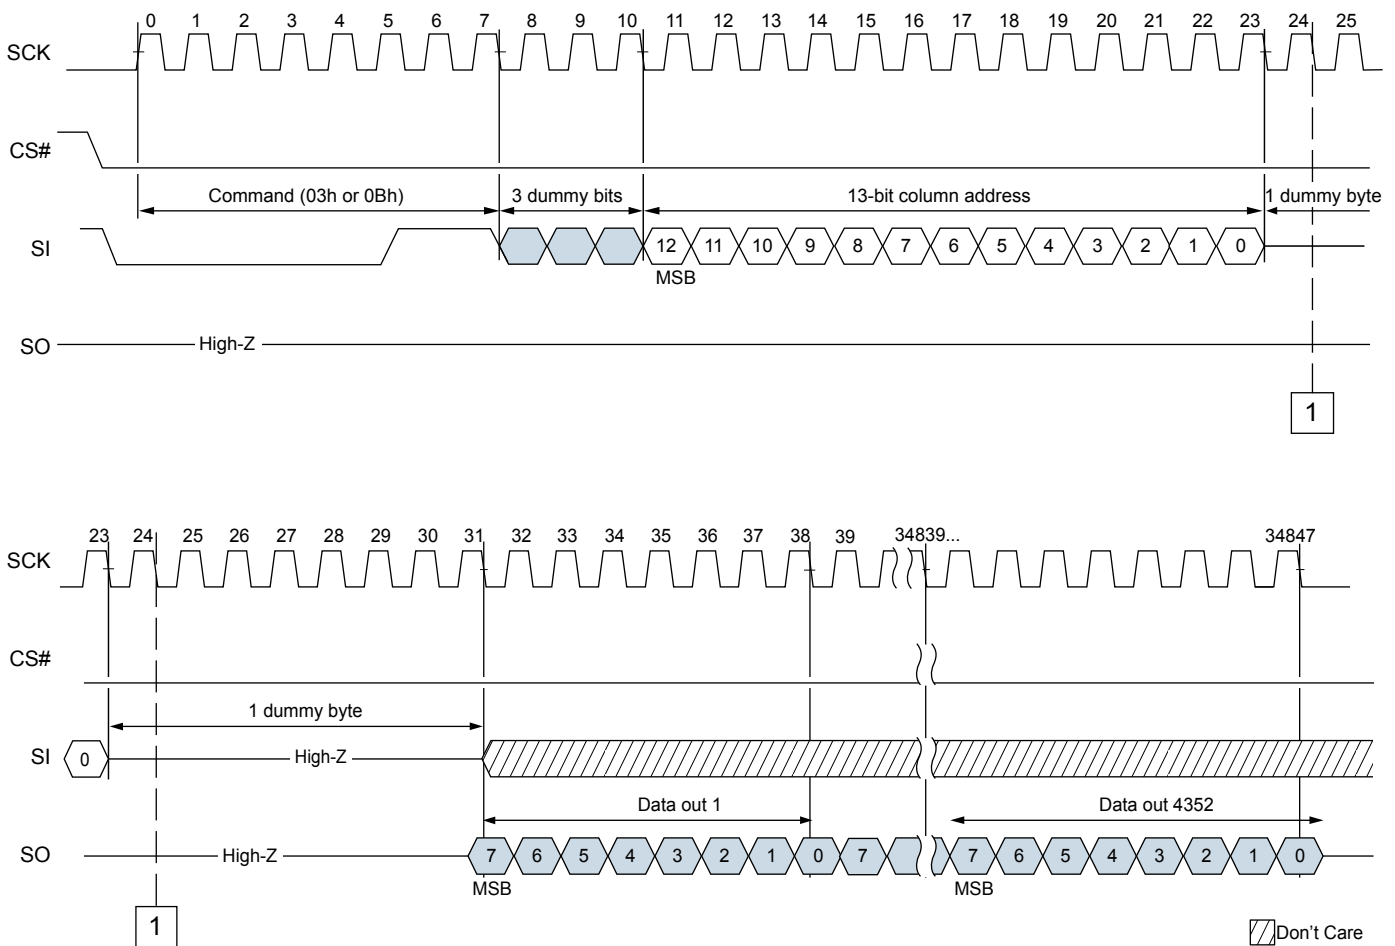 0 1 2 3 4 5 6 7 8 9 10 11 12 13 14 15 16 17 18 19 20 21 22 23 24 25
SCK
CS#
Command (03h or 0Bh) 3 dummy bits 13-bit column address 1 dummy byte
SI 12 11 10 9 8 7 6 5 4 3 2 1 0
MSB
SO High-Z
1
23 24 25 26 27 28 29 30 31 32 33 34 35 36 37 38 39 34839... 34847
SCK
CS#
1 dummy byte
SI 0 High-Z
Data out 1 Data out 4352
SO High-Z 7 6 5 4 3 2 1 0 7 7 6 5 4 3 2 1 0
MSB MSB
1
Don't Care